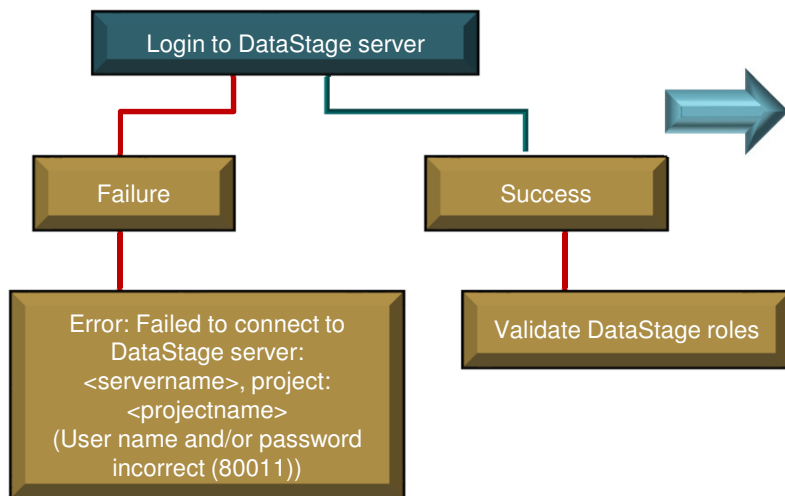 Login to DataStage server
Failure
Success
Error: Failed to connect to
DataStage server:
<servername>, project:
<projectname>
(User name and/or password
incorrect (80011))
Validate DataStage roles